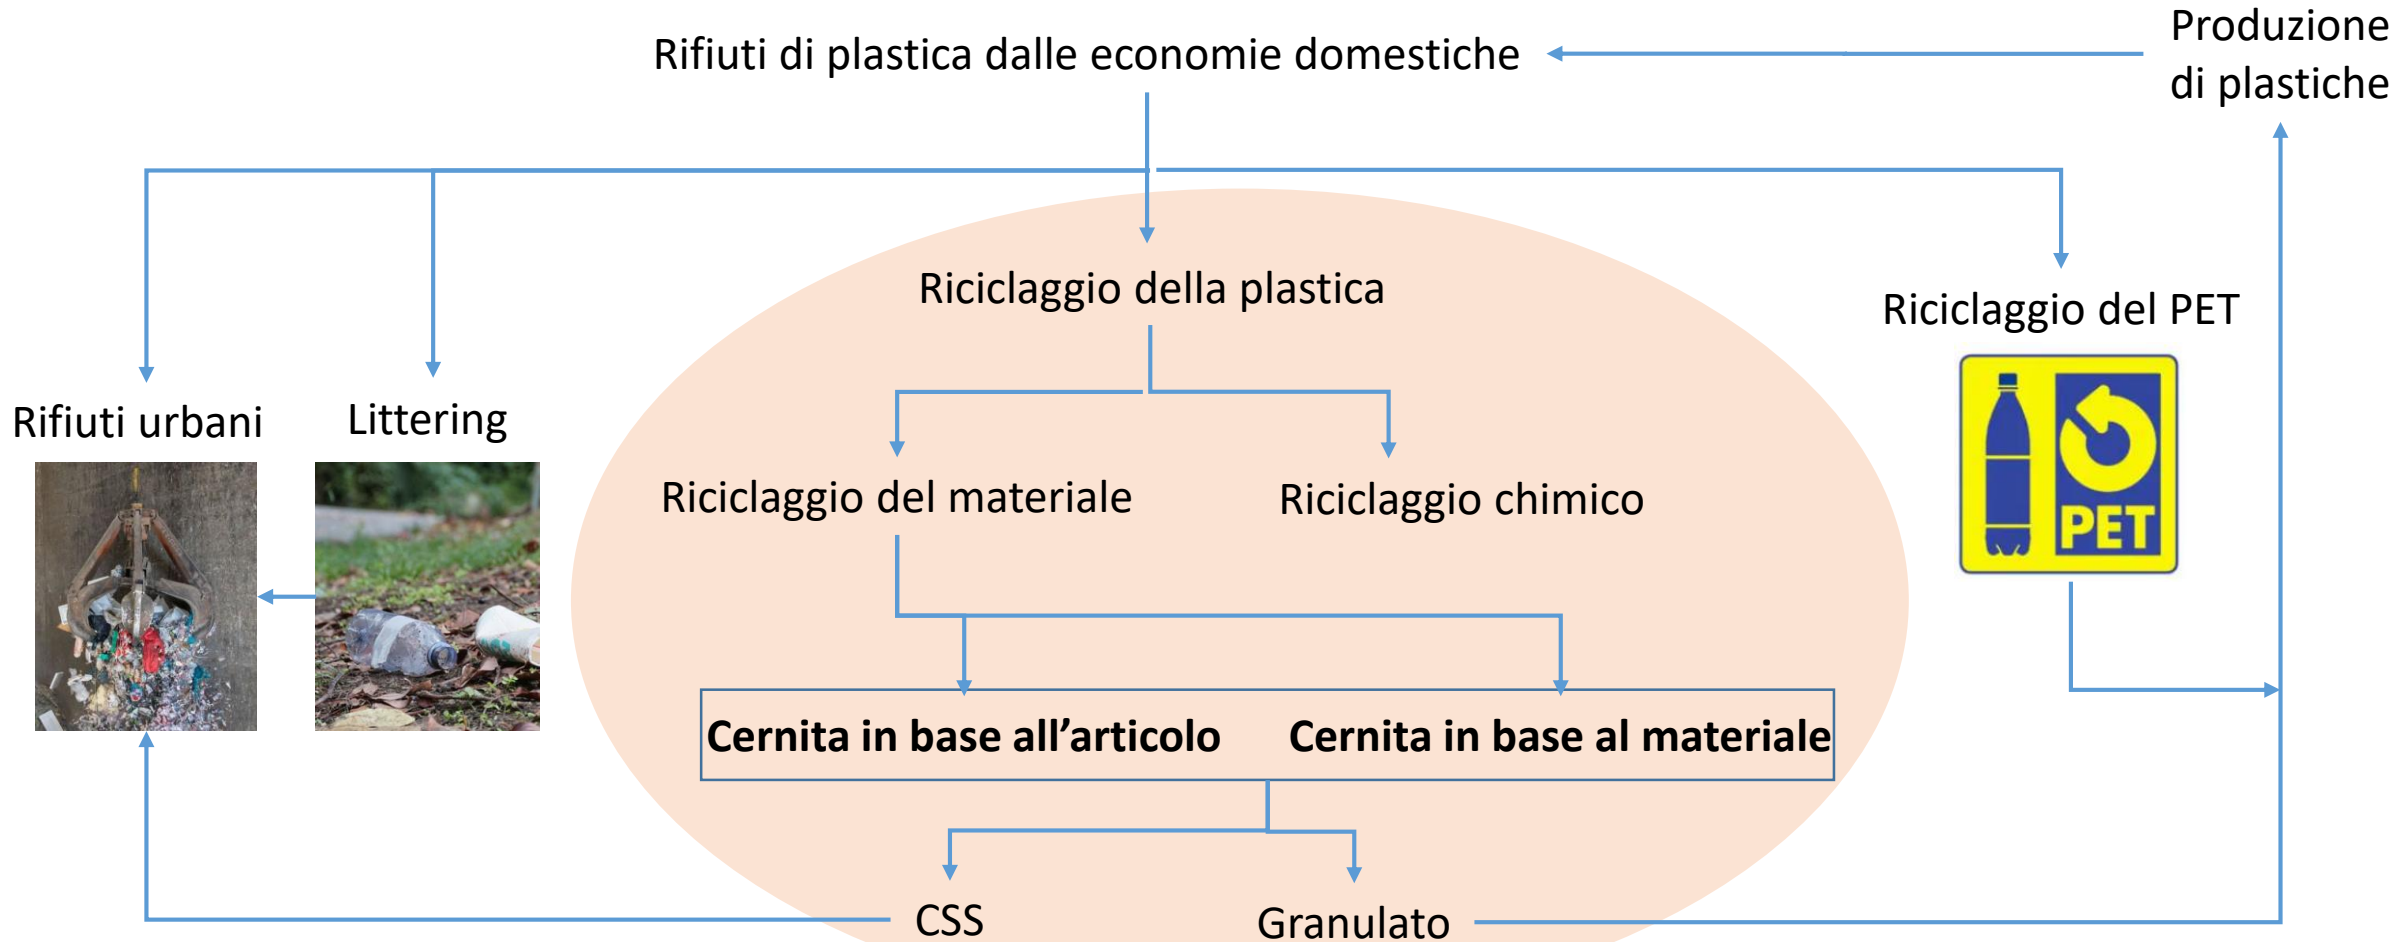 Produzione
di plastiche
Rifiuti di plastica dalle economie domestiche
Riciclaggio della plastica
Riciclaggio del PET
Rifiuti urbani
Littering
Riciclaggio del materiale
Riciclaggio chimico
PET
Cernita in base all’articolo
Cernita in base al materiale
CSS
Granulato